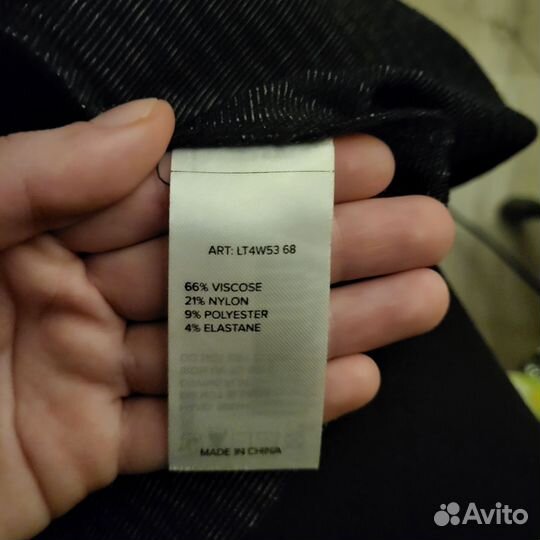 ART: LT4W53 68
66% VISCOSE
21% NYLON
9% POLYESTER
4% ELASTANE
MADE IN CHINA
Avito